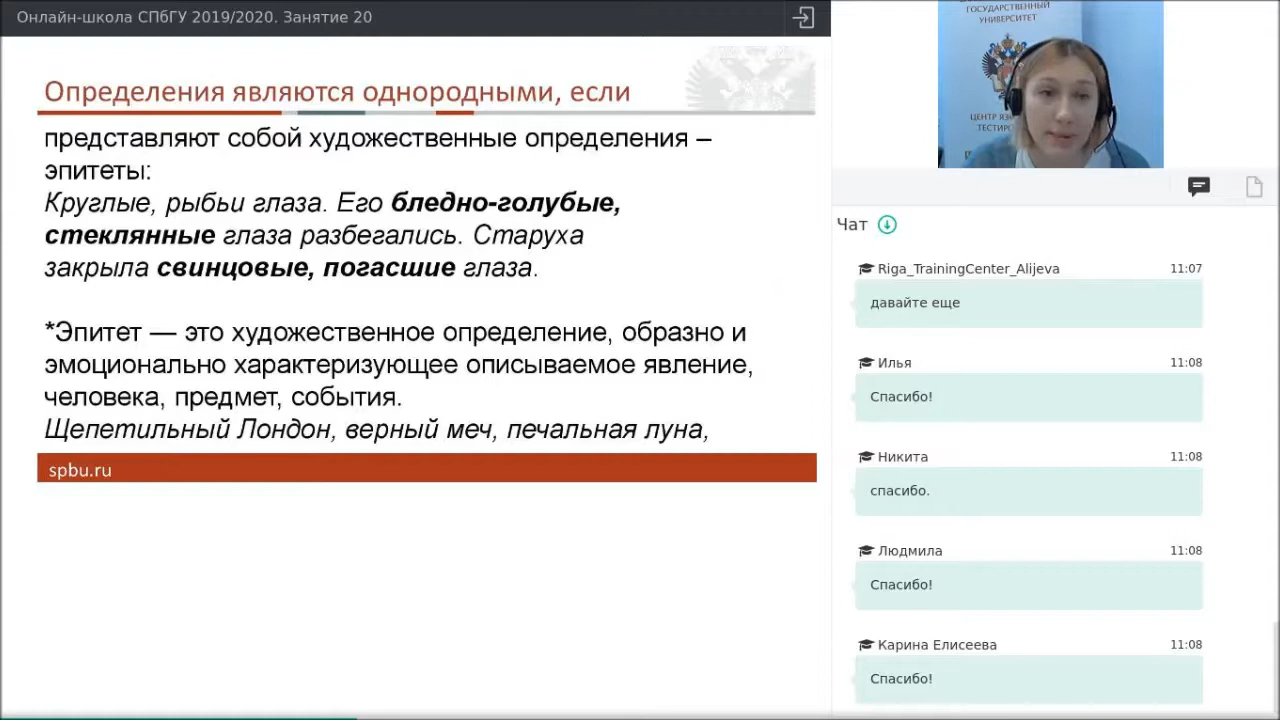 Онлайн-школа СПбГУ 2019/2020. Занятие 20
Определения являются однородными, если
представляют собой художественные определения –
эпитеты:
Круглые, рыбьи глаза. Его бледно-голубые,
стеклянные глаза разбегались. Старуха
закрыла свинцовые, погасшие глаза.
*Эпитет — это художественное определение, образно и
эмоционально характеризующее описываемое явление,
человека, предмет, события.
Щепетильный Лондон, верный меч, печальная луна,
spbu.ru
ГОСУДАРСТВЕННЫЙ
УНИВЕРСИТЕТ
ЦЕНТР
ТЕСТИРО
Чат
Riga_TrainingCenter_Alijeva 11:07
давайте еще
Илья 11:08
Спасибо!
Никита 11:08
спасибо.
Людмила 11:08
Спасибо!
Карина Елисеева 11:08
Спасибо!